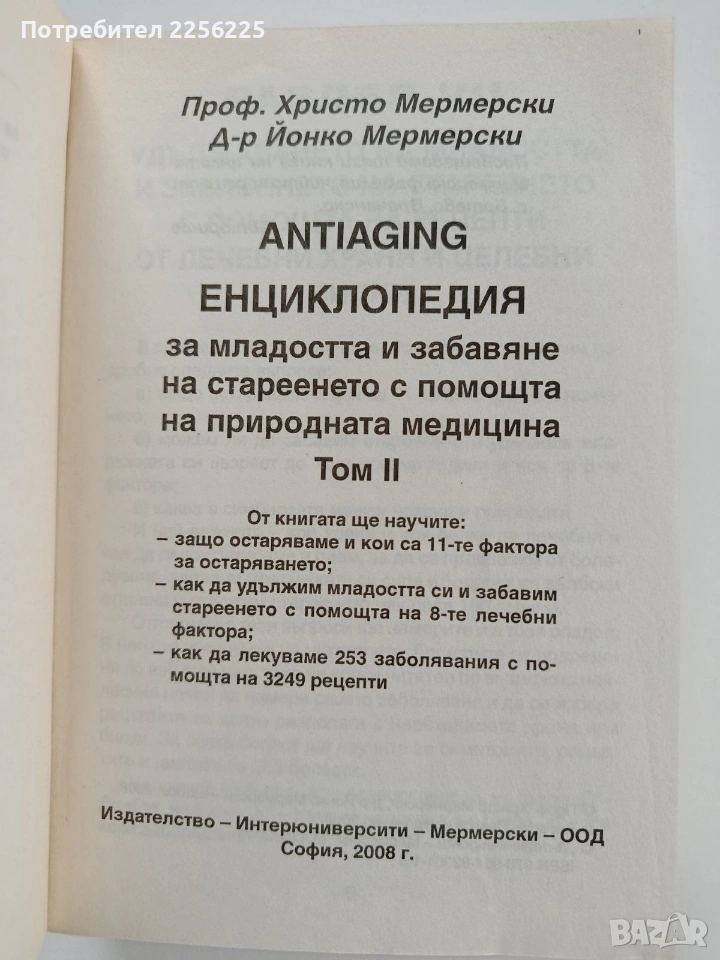 Потребител 2256225
Проф. Христо Мермерски
Д-р Йонко Мермерски
ANTIAGING
ЕНЦИКЛОПЕДИЯ
за младостта и забавяне
на стареенето с помощта
на природната медицина
Том II
От книгата ще научите:
– защо остаряваме и кои са 11-те фактора
за остаряването;
– как да удължим младостта си и забавим
стареенето с помощта на 8-те лечебни
фактора;
– как да лекуваме 253 заболявания с по-
мощта на 3249 рецепти
Издателство – Интерюниверсити – Мермерски – ООД
София, 2008 г.
BAZAR